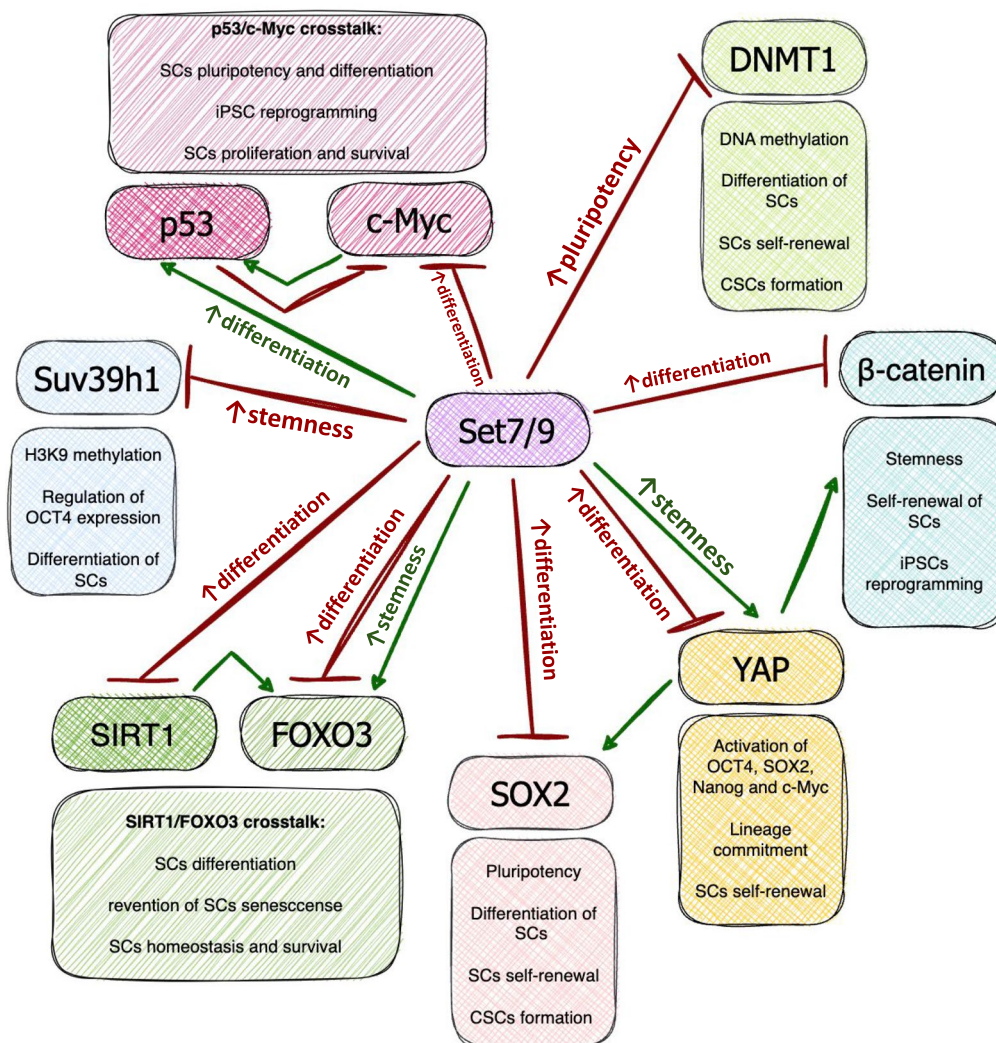 p53/c-Myc crosstalk:
SCs pluripotency and differentiation
iPSC reprogramming
SCs proliferation and survival
p53
c-Myc
DNMT1
DNA methylation
Differentiation of
SCs
SCs self-renewal
CSCs formation
↑pluripotency
↑differentiation
↑differentiation
Suv39h1
H3K9 methylation
Regulation of
OCT4 expression
Differerntiation of
SCs
↑stemness
Set7/9
↑differentiation
β-catenin
Stemness
Self-renewal of
SCs
iPSCs
reprogramming
↑differentiation
↑differentiation
↑stemness
↑differentiation
↑differentiation
↑stemness
SIRT1
FOXO3
SIRT1/FOXO3 crosstalk:
SCs differentiation
revention of SCs senesccense
SCs homeostasis and survival
SOX2
Pluripotency
Differentiation of
SCs
SCs self-renewal
CSCs formation
YAP
Activation of
OCT4, SOX2,
Nanog and c-Myc
Lineage
commitment
SCs self-renewal